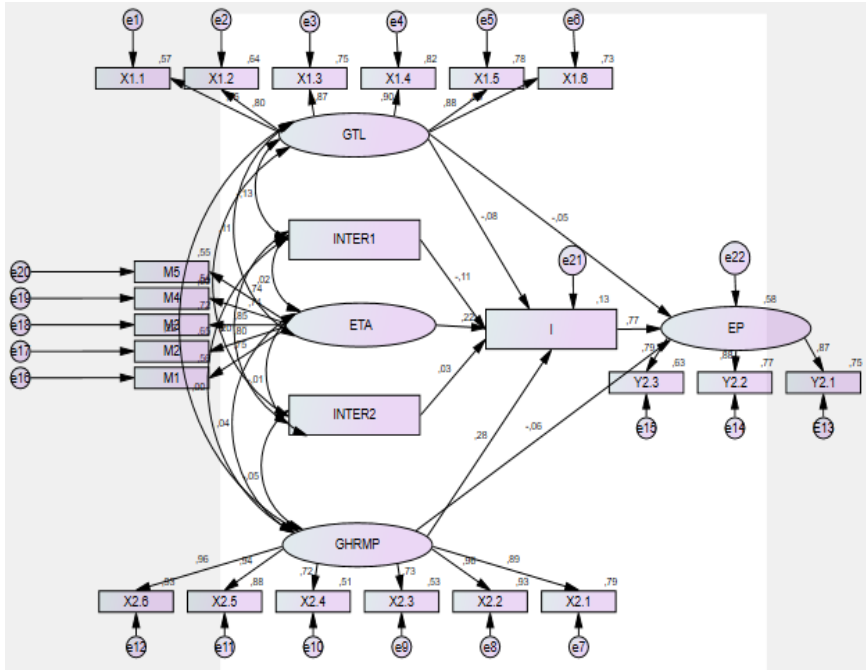 e1 e2 e3 e4 e5 e6
,57 ,64 ,75 ,82 ,78 ,73
X1.1 X1.2 X1.3 X1.4 X1.5 X1.6
,80 ,87 ,90 ,88
GTL
,13 -,08 -,05
INTER1
,02 -,11 e21 e22
e20 M5 ,55
e19 M4 ,74
e18 M3 ,85
e17 M2 ,80
e16 M1 ,75
ETA ,22 I ,13 ,77 EP ,58
,79 ,63 ,88 ,77 ,87 ,75
Y2.3 Y2.2 Y2.1
e15 e14 E13
,01 ,03
INTER2
,04 ,28 -,06
,05
GHRMP
,96 ,94 ,72 ,73 ,96 ,89
,93 ,88 ,51 ,53 ,93 ,79
X2.6 X2.5 X2.4 X2.3 X2.2 X2.1
e12 e11 e10 e9 e8 e7